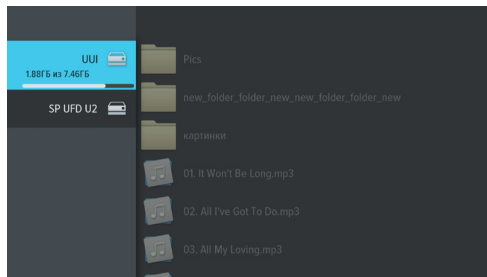 UUI
1.88ГБ из 7.46ГБ
SP UFD U2
Pics
new_folder_folder_new_new_folder_folder_new
картинки
01. It Won't Be Long.mp3
02. All I've Got To Do.mp3
03. All My Loving.mp3